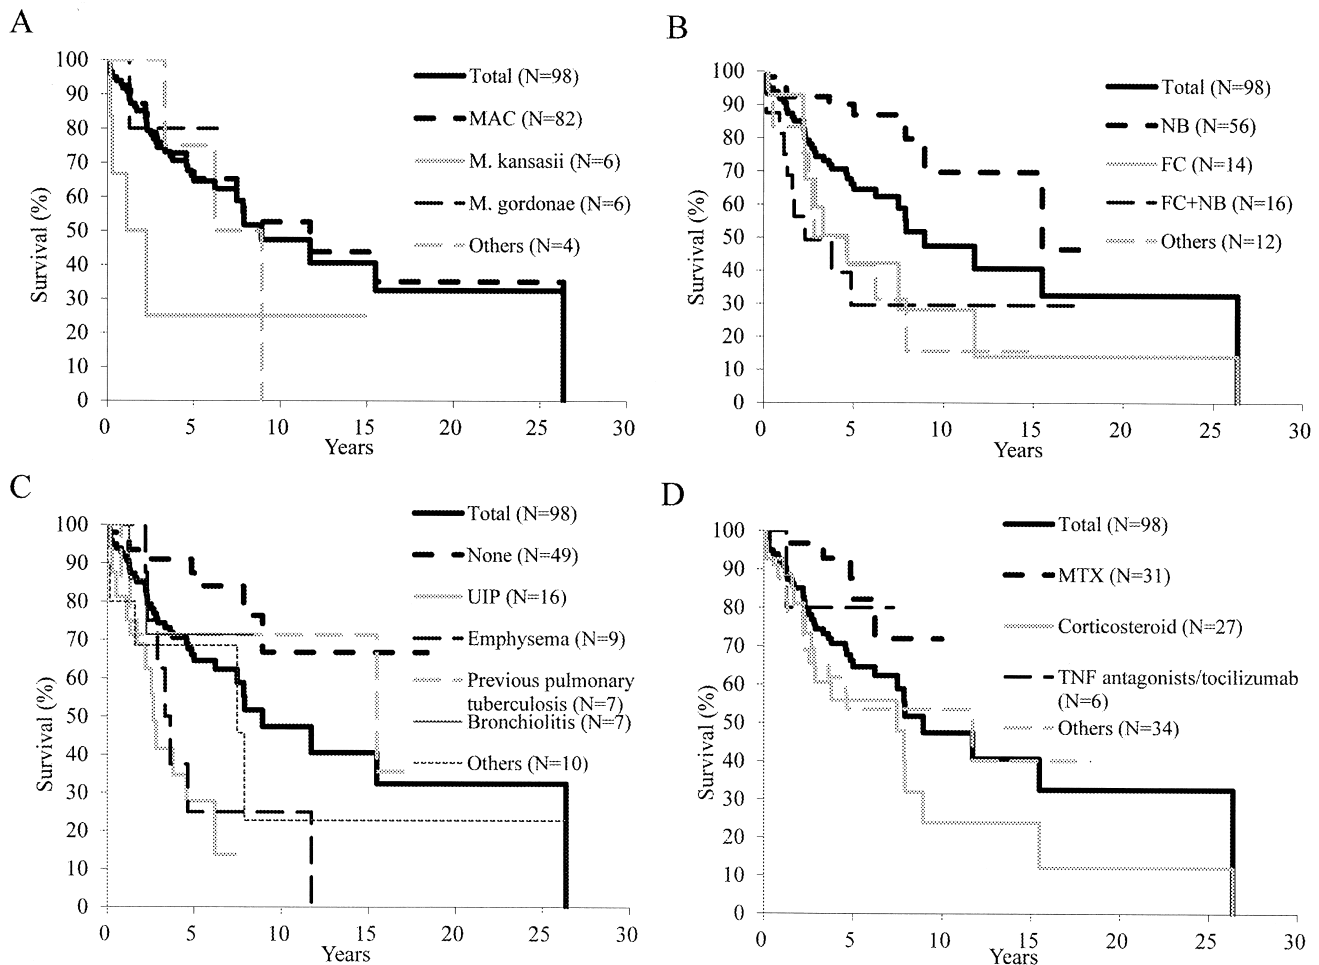 A
Survival (%)
100
90
80
70
60
50
40
30
20
10
0
0 5 10 15 20 25 30
Years
Total (N=98)
MAC (N=82)
M. kansasii (N=6)
M. gordonae (N=6)
Others (N=4)
B
Survival (%)
100
90
80
70
60
50
40
30
20
10
0
0 5 10 15 20 25 30
Years
Total (N=98)
NB (N=56)
FC (N=14)
FC+NB (N=16)
Others (N=12)
C
Survival (%)
100
90
80
70
60
50
40
30
20
10
0
0 5 10 15 20 25 30
Years
Total (N=98)
None (N=49)
UIP (N=16)
Emphysema (N=9)
Previous pulmonary
tuberculosis (N=7)
Bronchiolitis (N=7)
Others (N=10)
D
Survival (%)
100
90
80
70
60
50
40
30
20
10
0
0 5 10 15 20 25 30
Years
Total (N=98)
MTX (N=31)
Corticosteroid (N=27)
TNF antagonists/tocilizumab
(N=6)
Others (N=34)